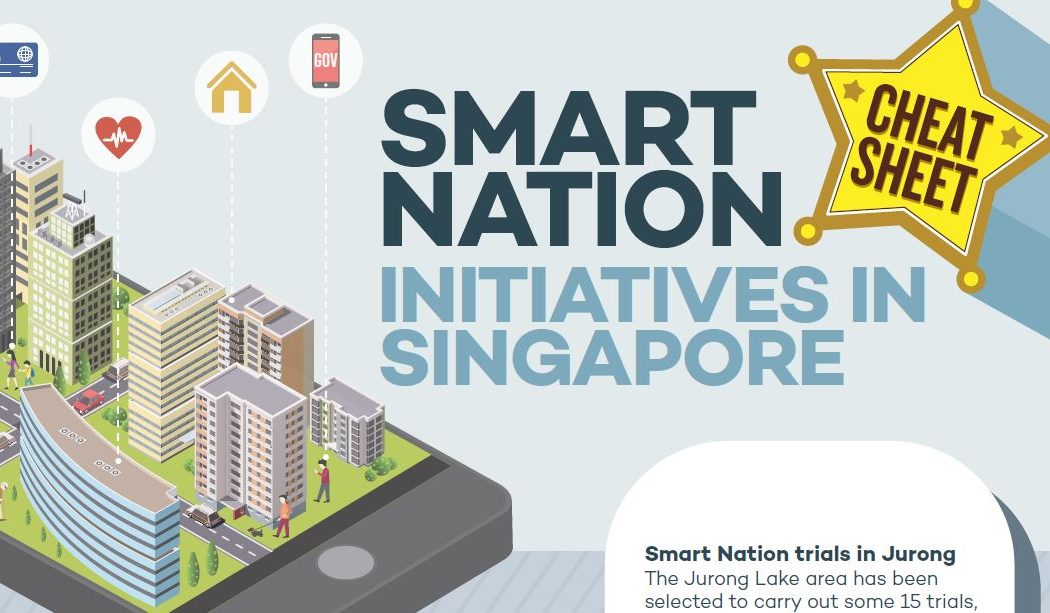 GOV
SMART
NATION
INITIATIVES IN
SINGAPORE
CHEAT
SHEET
Smart Nation trials in Jurong
The Jurong Lake area has been
selected to carry out some 15 trials,